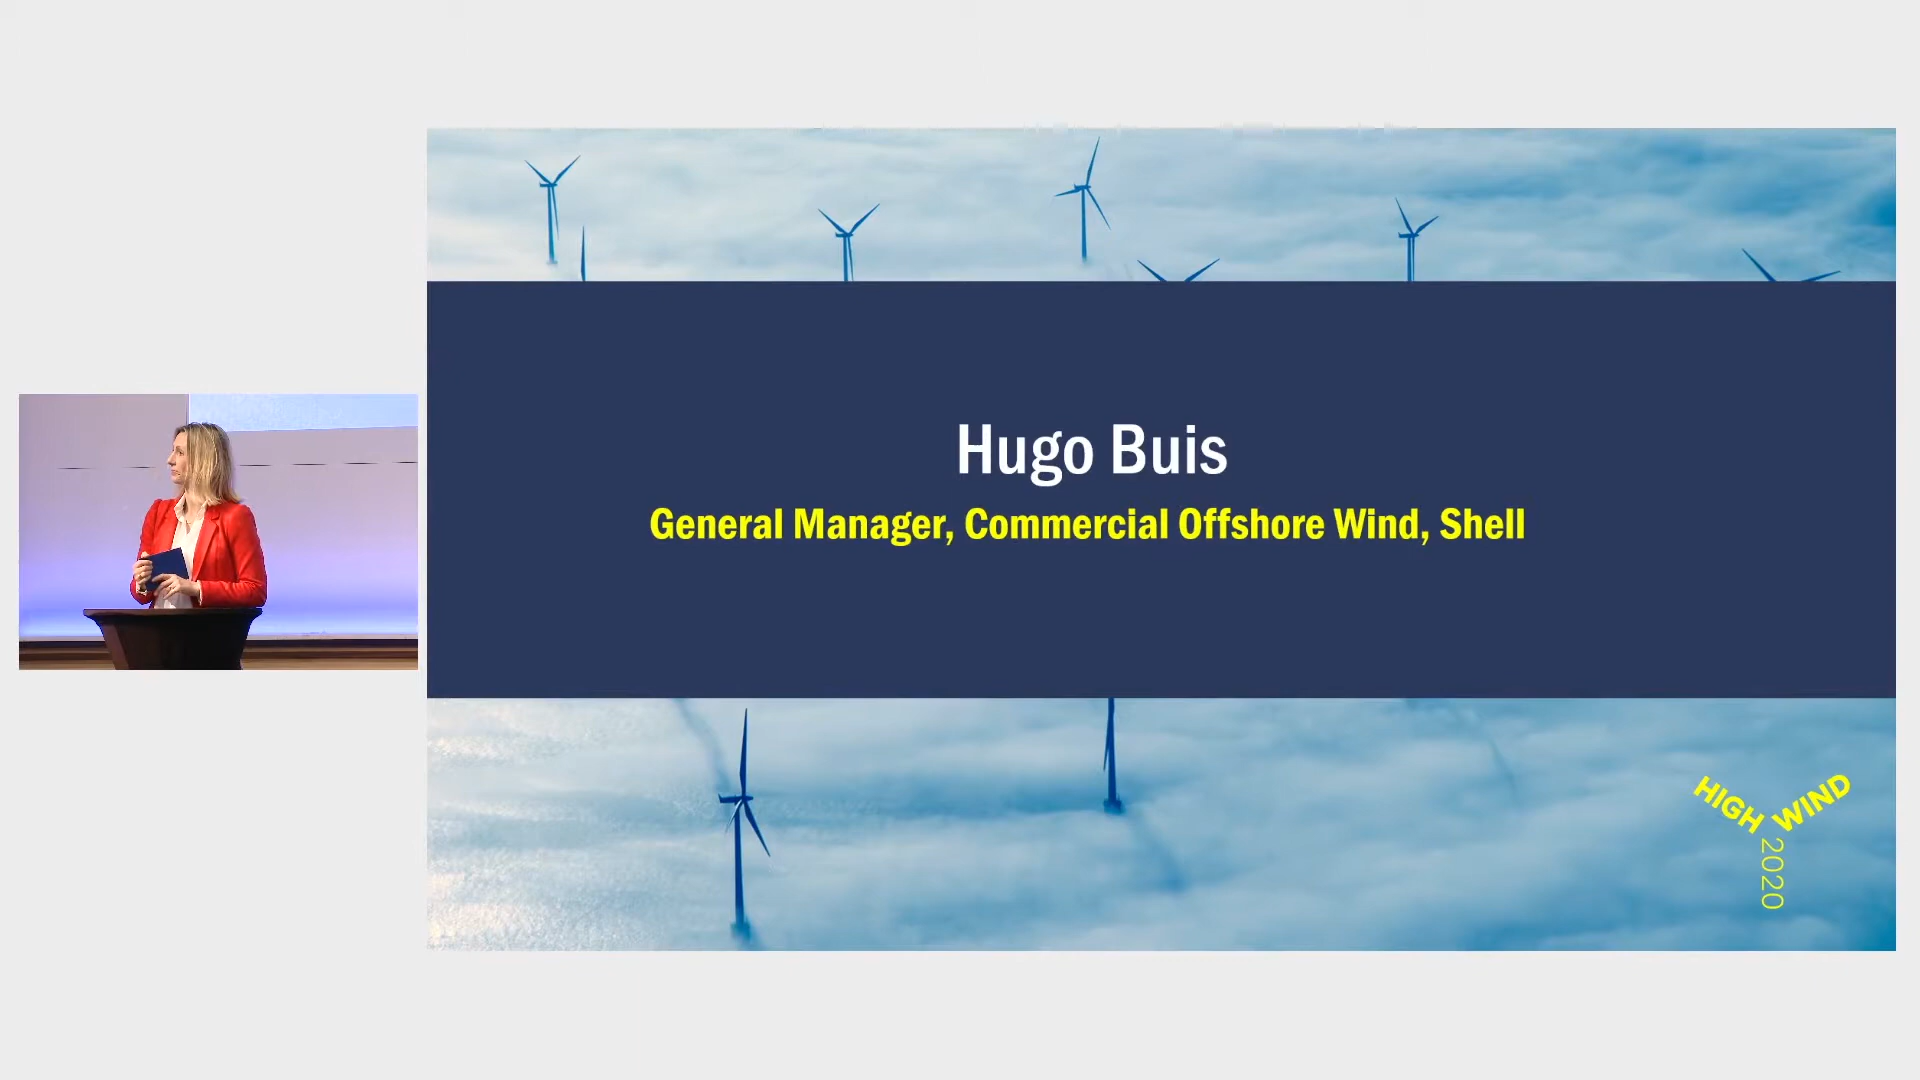 Hugo Buis
General Manager, Commercial Offshore Wind, Shell
HIGH WIND
2020